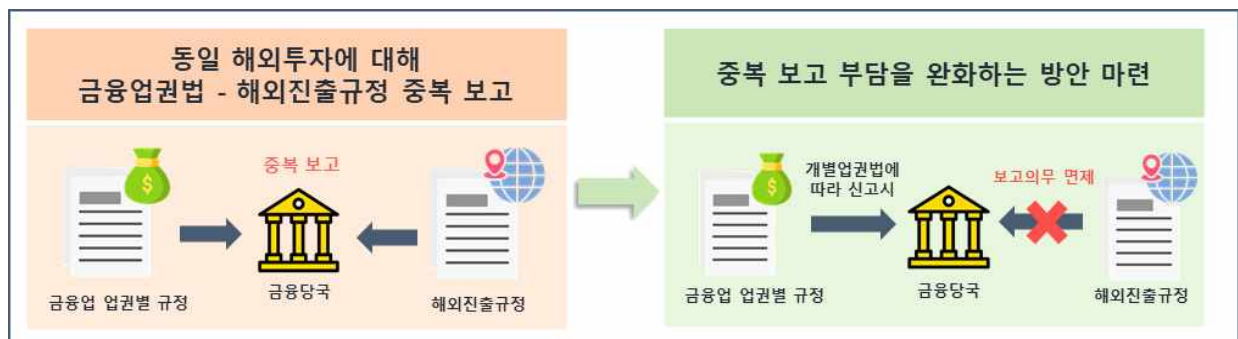 동일 해외투자에 대해
금융업권법 - 해외진출규정 중복 보고
중복 보고
$
금융업 업권별 규정
금융당국
해외진출규정
중복 보고 부담을 완화하는 방안 마련
개별업권법에
따라 신고시
보고의무 면제
$
금융업 업권별 규정
금융당국
해외진출규정